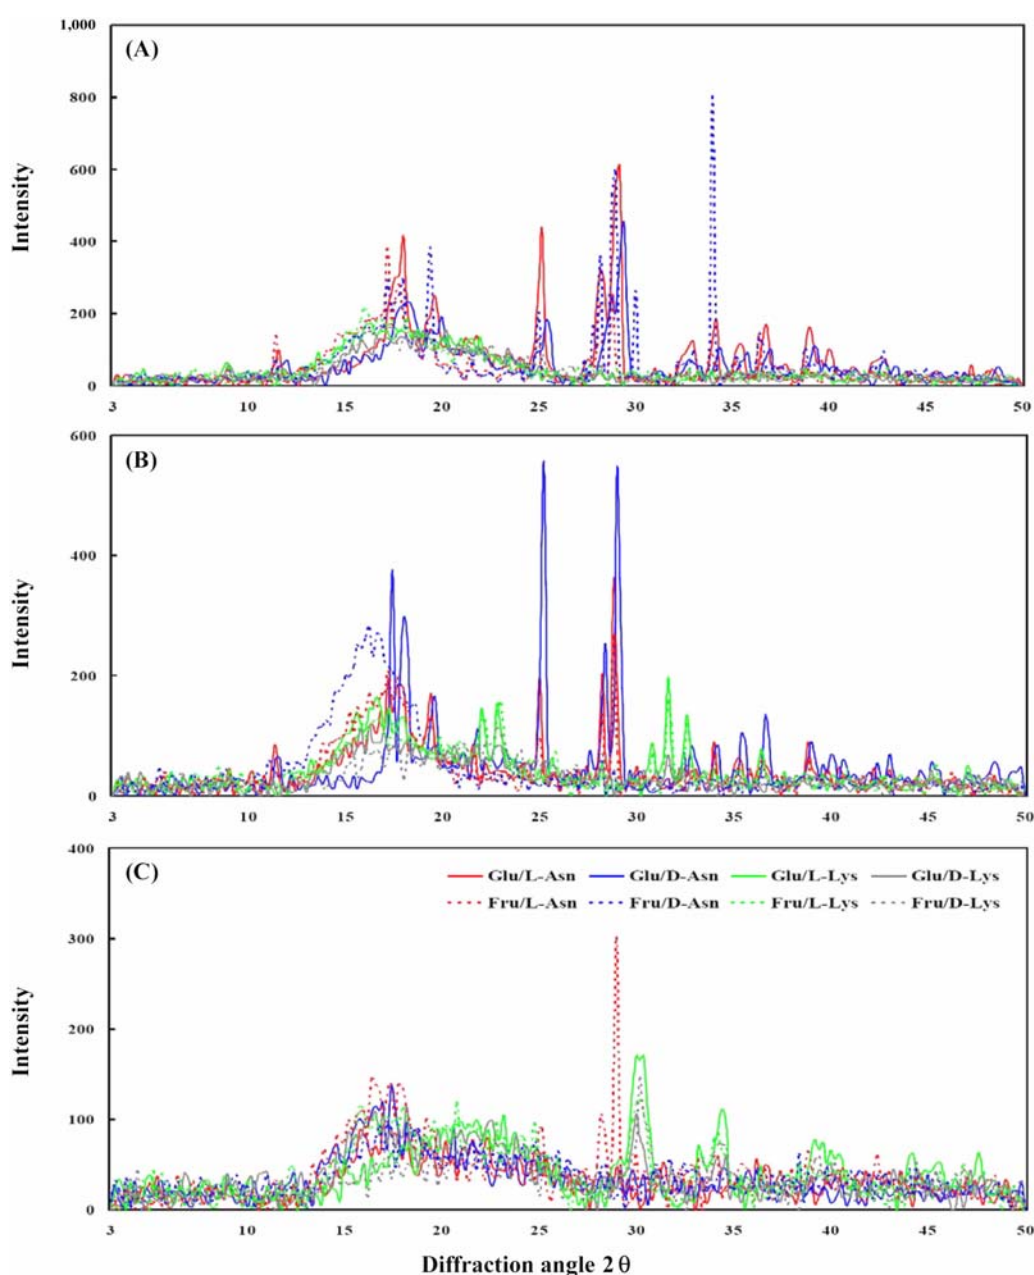 1,000
(A)
800
600
400
200
0
Intensity
3 10 15 20 25 30 35 40 45 50
600
(B)
400
200
0
Intensity
3 10 15 20 25 30 35 40 45 50
400
(C)
Glu/L-Asn Glu/D-Asn Glu/L-Lys Glu/D-Lys
Fru/L-Asn Fru/D-Asn Fru/L-Lys Fru/D-Lys
300
200
100
0
Intensity
3 10 15 20 25 30 35 40 45 50
Diffraction angle 2 θ